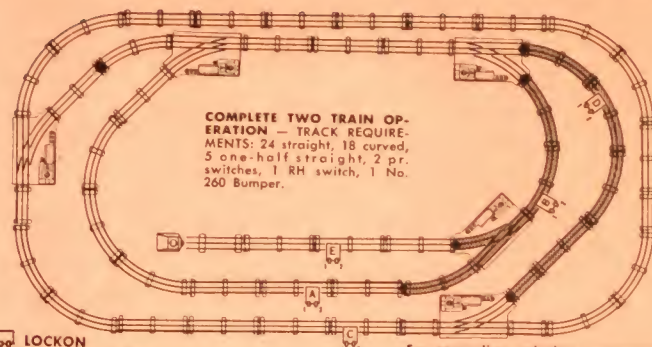 COMPLETE TWO TRAIN OP-
ERATION — TRACK REQUIRE-
MENTS: 24 straight, 18 curved,
5 one-half straight, 2 pr.
switches, 1 RH switch, 1 No.
260 Bumper.
D
B
E
A
C
LOCKON